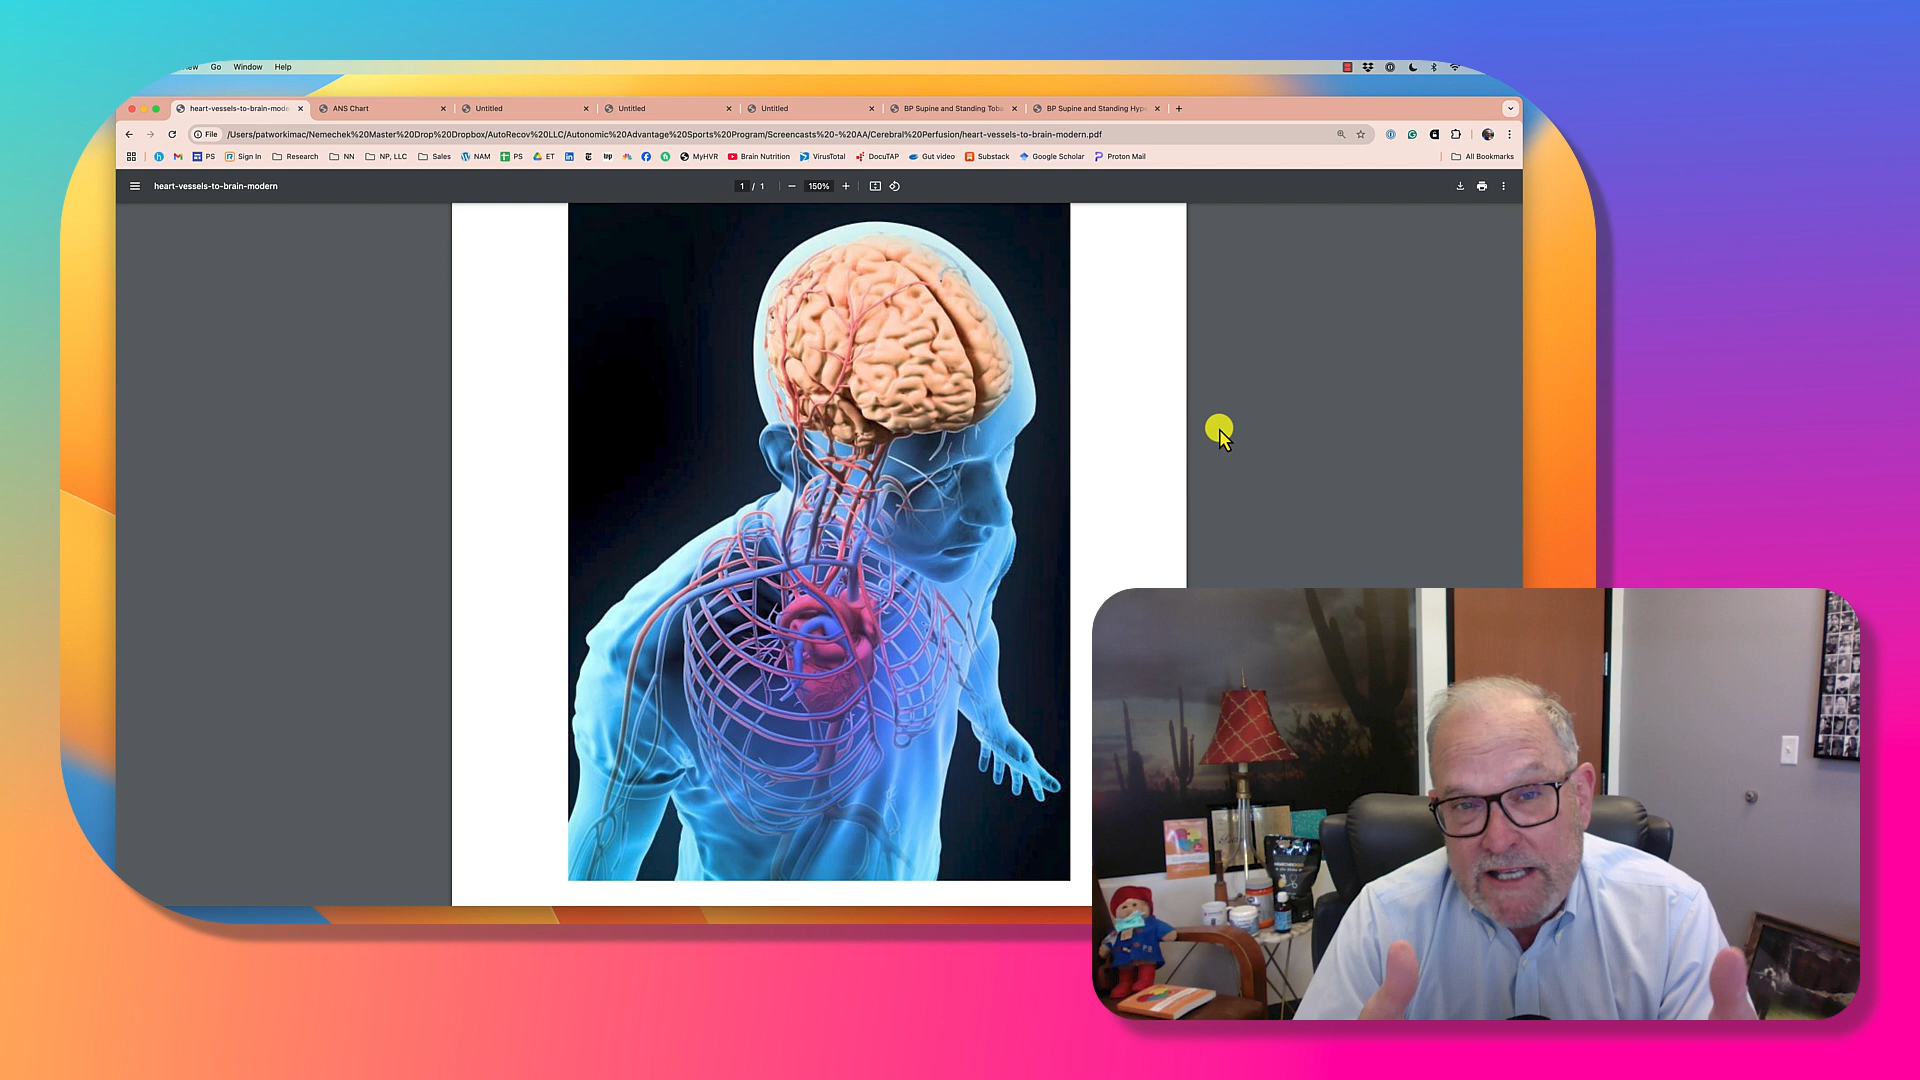 Go Window Help
heart-vessels-to-brain-mode
ANS Chart
Untitled
Untitled
Untitled
BP Supine and Standing Toba
BP Supine and Standing Hype
File
/Users/patworkimac/Nemechek%20Master%20Drop%20Dropbox/AutoRecov%20LLC/Autonomic%20Advantage%20Sports%20Program/Screencasts%20-%20AA/Cerebral%20Perfusion/heart-vessels-to-brain-modern.pdf
PS Sign In Research NN NP, LLC Sales NAM PS ET Brain Nutrition MyHVR VirusTotal DocuTAP Gut video Substack Google Scholar Proton Mail All Bookmarks
heart-vessels-to-brain-modern
1 / 1
150%